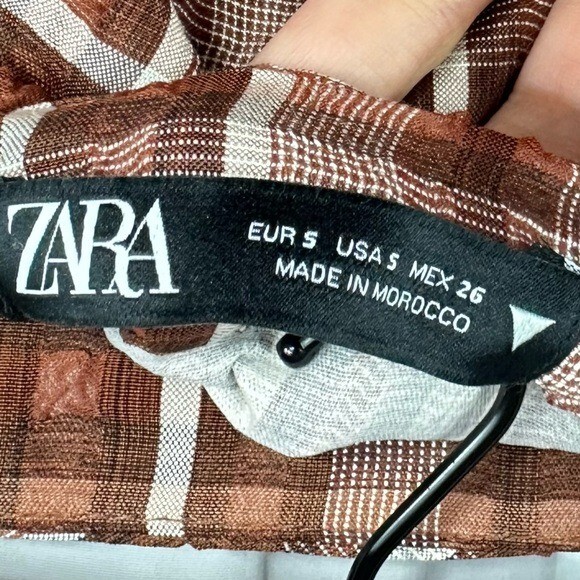 ZARA
EUR S USA S MEX 26
MADE IN MOROCCO